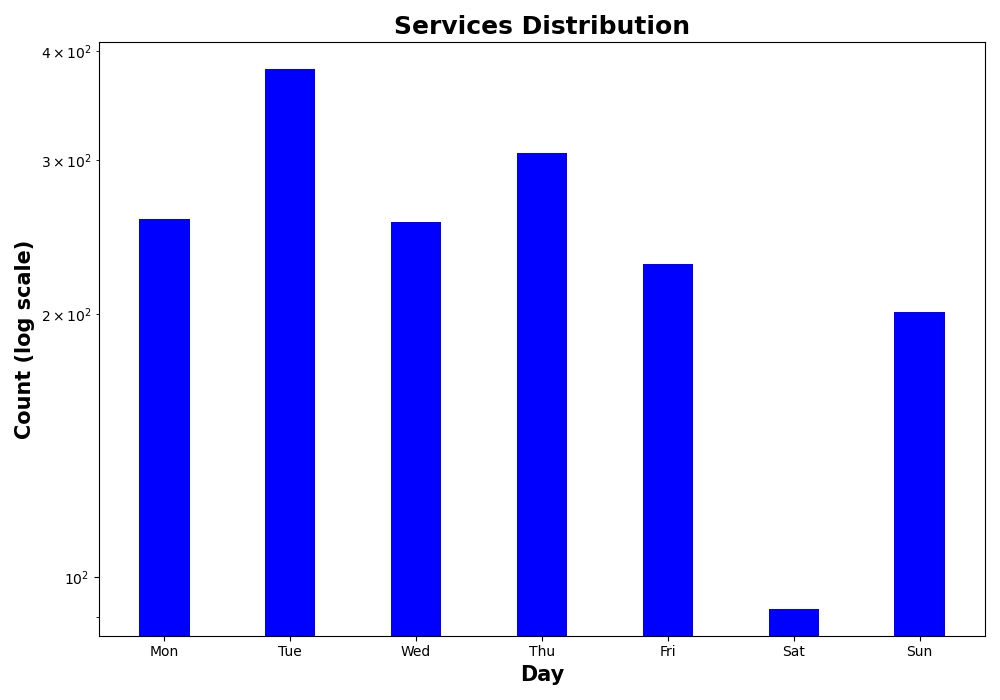 Services Distribution
4 × 10²
3 × 10²
2 × 10²
10²
Count (log scale)
Mon Tue Wed Thu Fri Sat Sun
Day